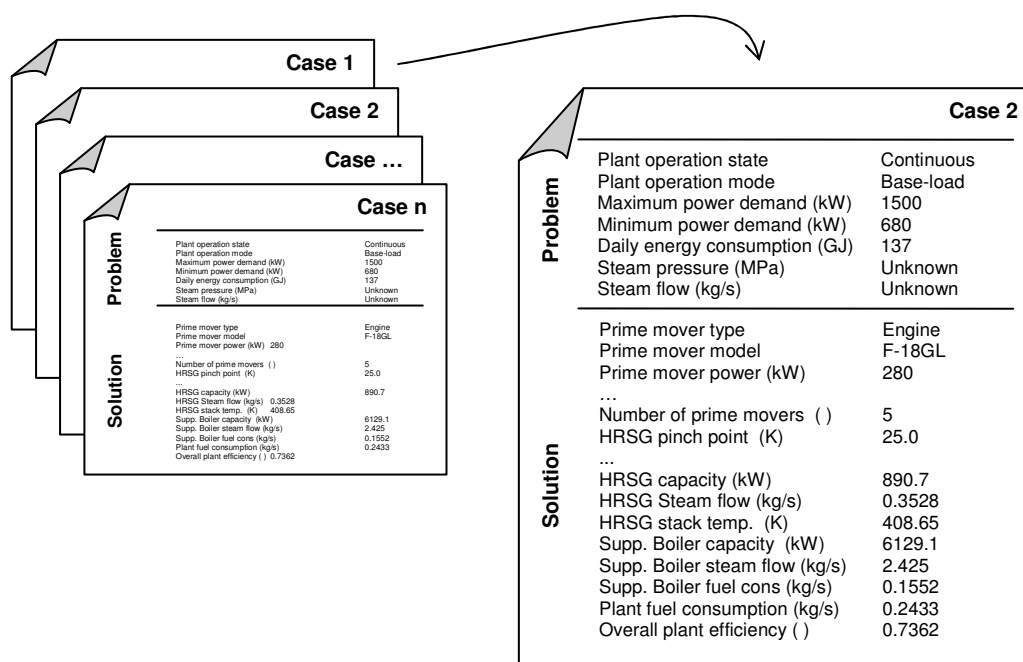 Case 1
Case 2
Case …
Case n
Problem
Plant operation state Continuous
Plant operation mode Base-load
Maximum power demand (kW) 1500
Minimum power demand (kW) 680
Daily energy consumption (GJ) 137
Steam pressure (MPa) Unknown
Steam flow (kg/s) Unknown
Solution
Prime mover type Engine
Prime mover model F-18GL
Prime mover power (kW) 280
…
Number of prime movers ( ) 5
HRSG pinch point (K) 25.0
...
HRSG capacity (kW) 890.7
HRSG Steam flow (kg/s) 0.3528
HRSG stack temp. (K) 408.65
Supp. Boiler capacity (kW) 6129.1
Supp. Boiler steam flow (kg/s) 2.425
Supp. Boiler fuel cons (kg/s) 0.1552
Plant fuel consumption (kg/s) 0.2433
Overall plant efficiency ( ) 0.7362
Case 2
Problem
Plant operation state Continuous
Plant operation mode Base-load
Maximum power demand (kW) 1500
Minimum power demand (kW) 680
Daily energy consumption (GJ) 137
Steam pressure (MPa) Unknown
Steam flow (kg/s) Unknown
Solution
Prime mover type Engine
Prime mover model F-18GL
Prime mover power (kW) 280
…
Number of prime movers ( ) 5
HRSG pinch point (K) 25.0
...
HRSG capacity (kW) 890.7
HRSG Steam flow (kg/s) 0.3528
HRSG stack temp. (K) 408.65
Supp. Boiler capacity (kW) 6129.1
Supp. Boiler steam flow (kg/s) 2.425
Supp. Boiler fuel cons (kg/s) 0.1552
Plant fuel consumption (kg/s) 0.2433
Overall plant efficiency ( ) 0.7362